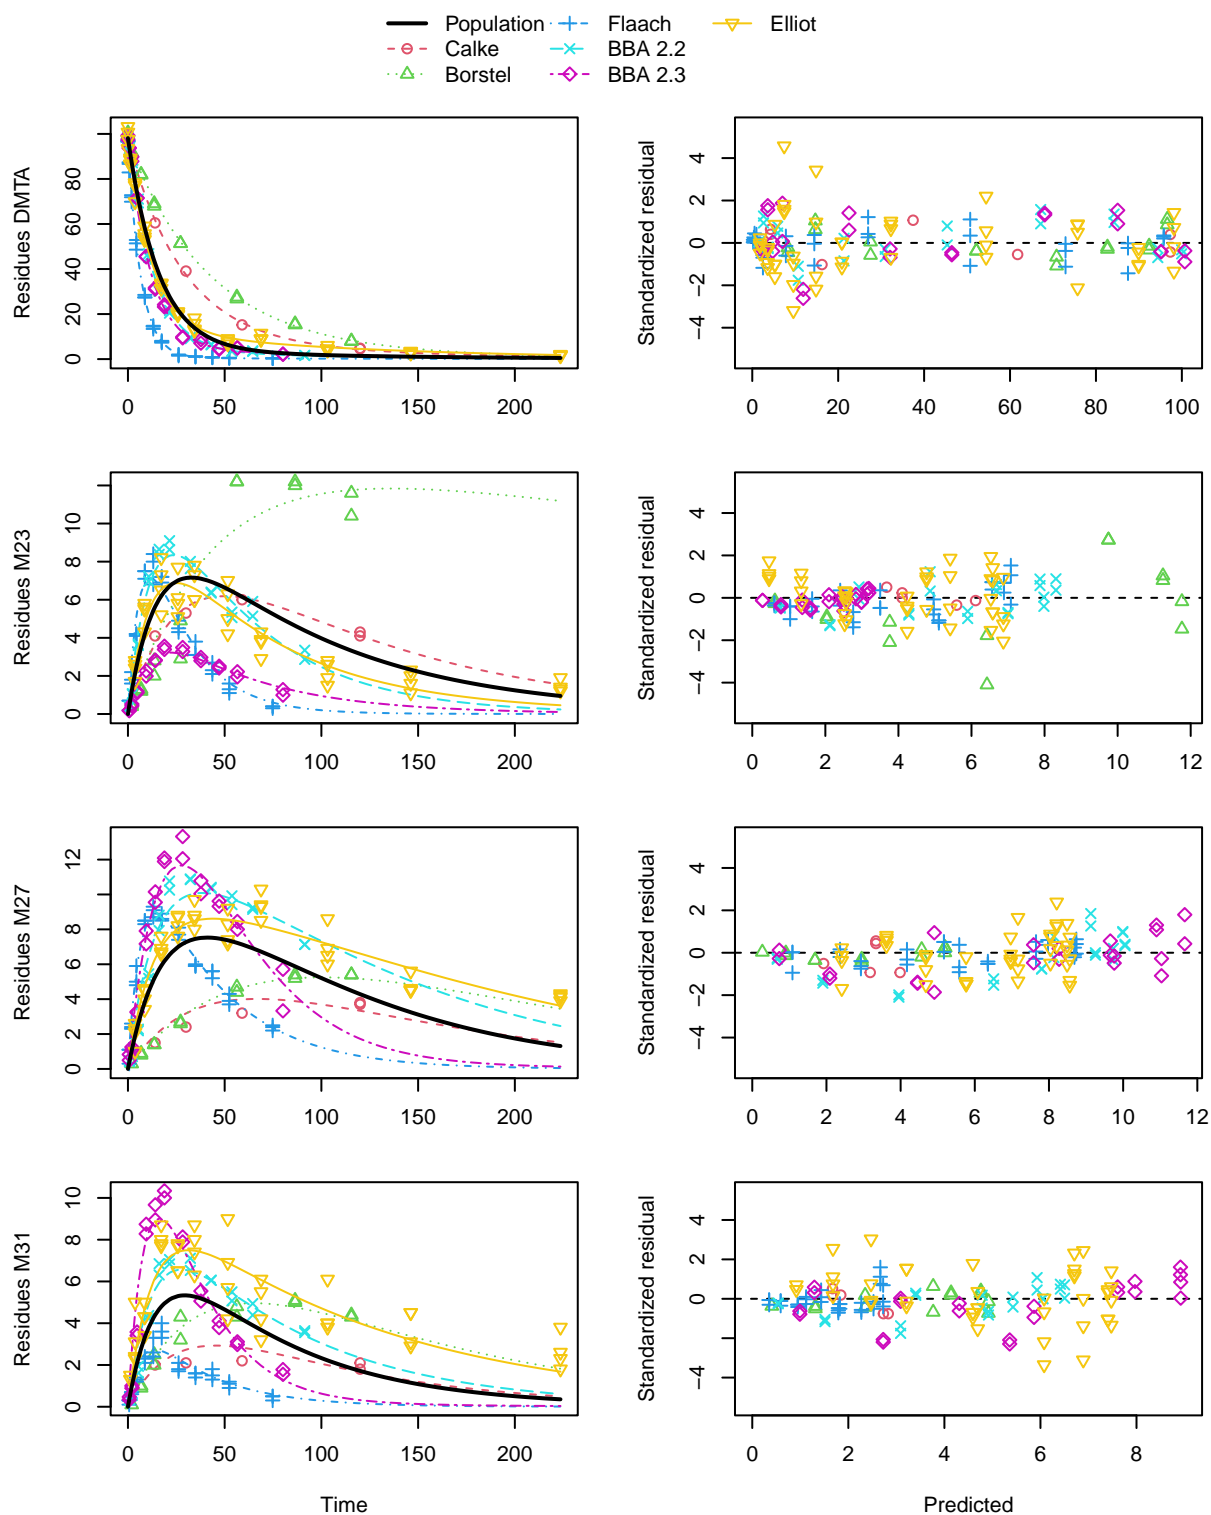 Population Flaach Elliot
Calke BBA 2.2
Borstel BBA 2.3
Residues DMTA
0 20 40 60 80
0 50 100 150 200
Standardized residual
−4 −2 0 2 4
0 20 40 60 80 100
Residues M23
0 2 4 6 8 10
0 50 100 150 200
Standardized residual
−4 −2 0 2 4
0 2 4 6 8 10 12
Residues M27
0 2 4 6 8 12
0 50 100 150 200
Standardized residual
−4 −2 0 2 4
0 2 4 6 8 10 12
Residues M31
0 2 4 6 8 10
0 50 100 150 200
Standardized residual
−4 −2 0 2 4
0 2 4 6 8
Time
Predicted